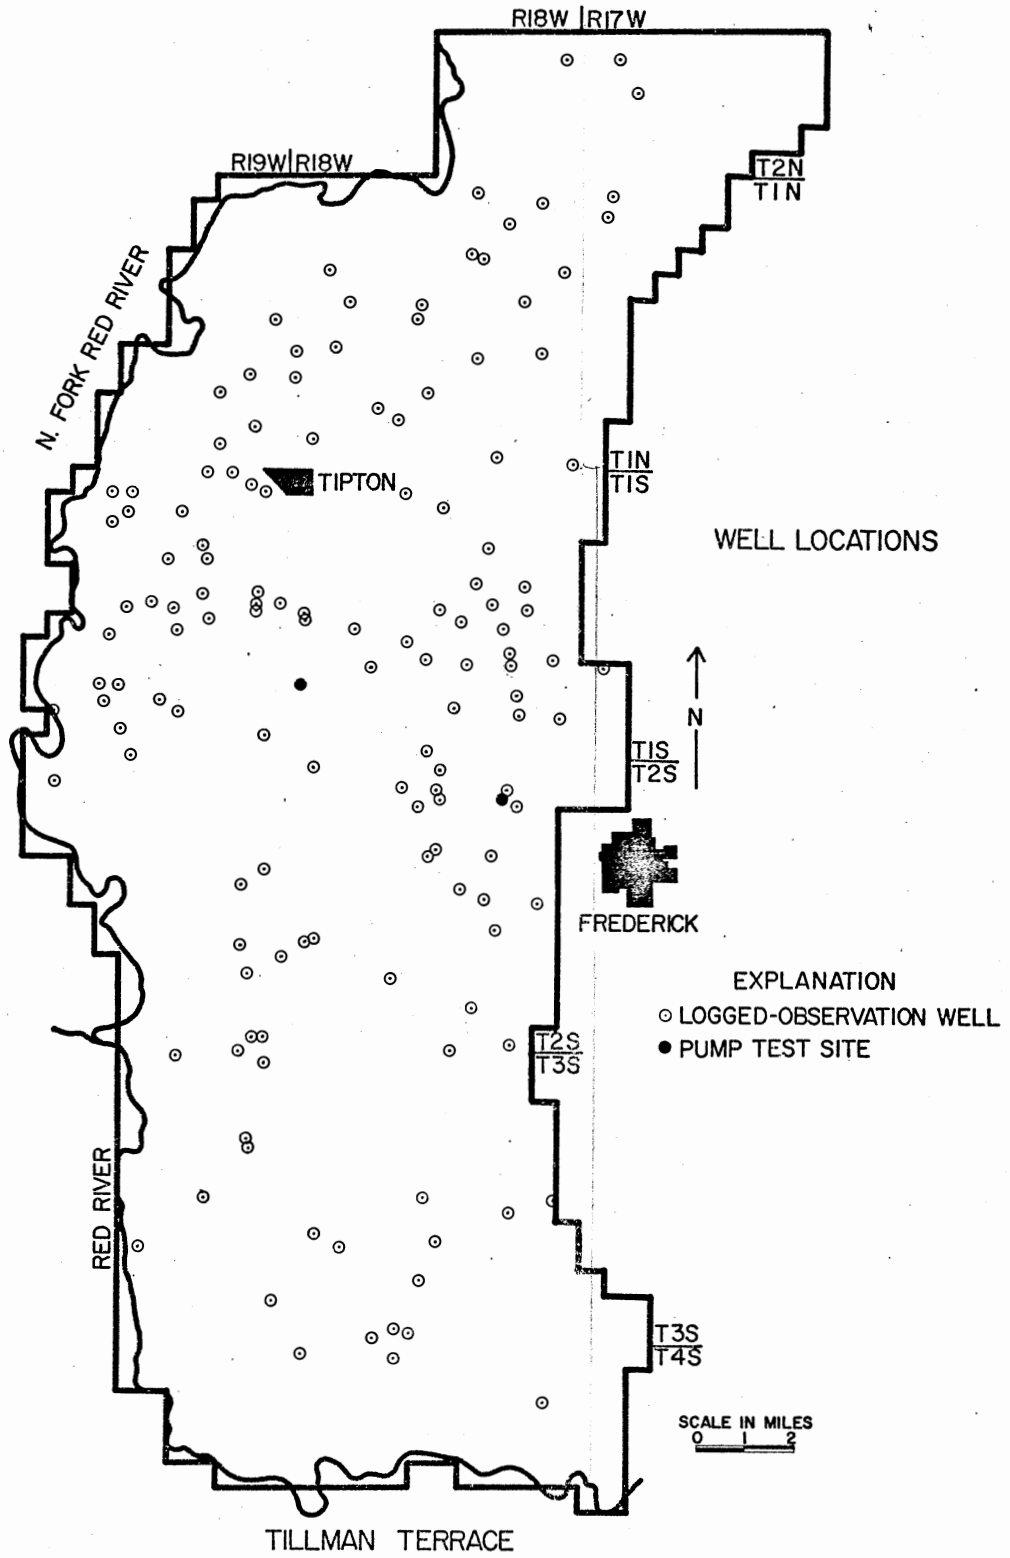 R18W R17W
R19W R18W
T2N
T1N
N. FORK RED RIVER
T1N
T1S
TIPTON
WELL LOCATIONS
N
T1S
T2S
FREDERICK
EXPLANATION
LOGGED-OBSERVATION WELL
PUMP TEST SITE
T2S
T3S
RED RIVER
T3S
T4S
SCALE IN MILES
0 1 2
TILLMAN TERRACE